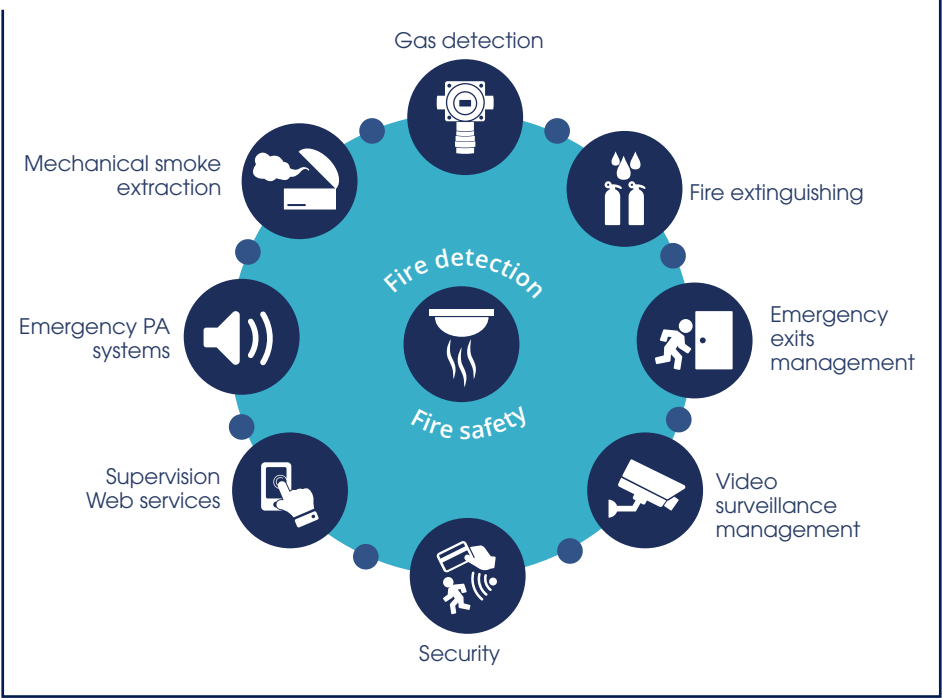 Gas detection
Mechanical smoke
extraction
Fire extinguishing
Fire detection
Emergency PA
systems
Emergency
exits
management
Fire safety
Supervision
Web services
Video
surveillance
management
Security